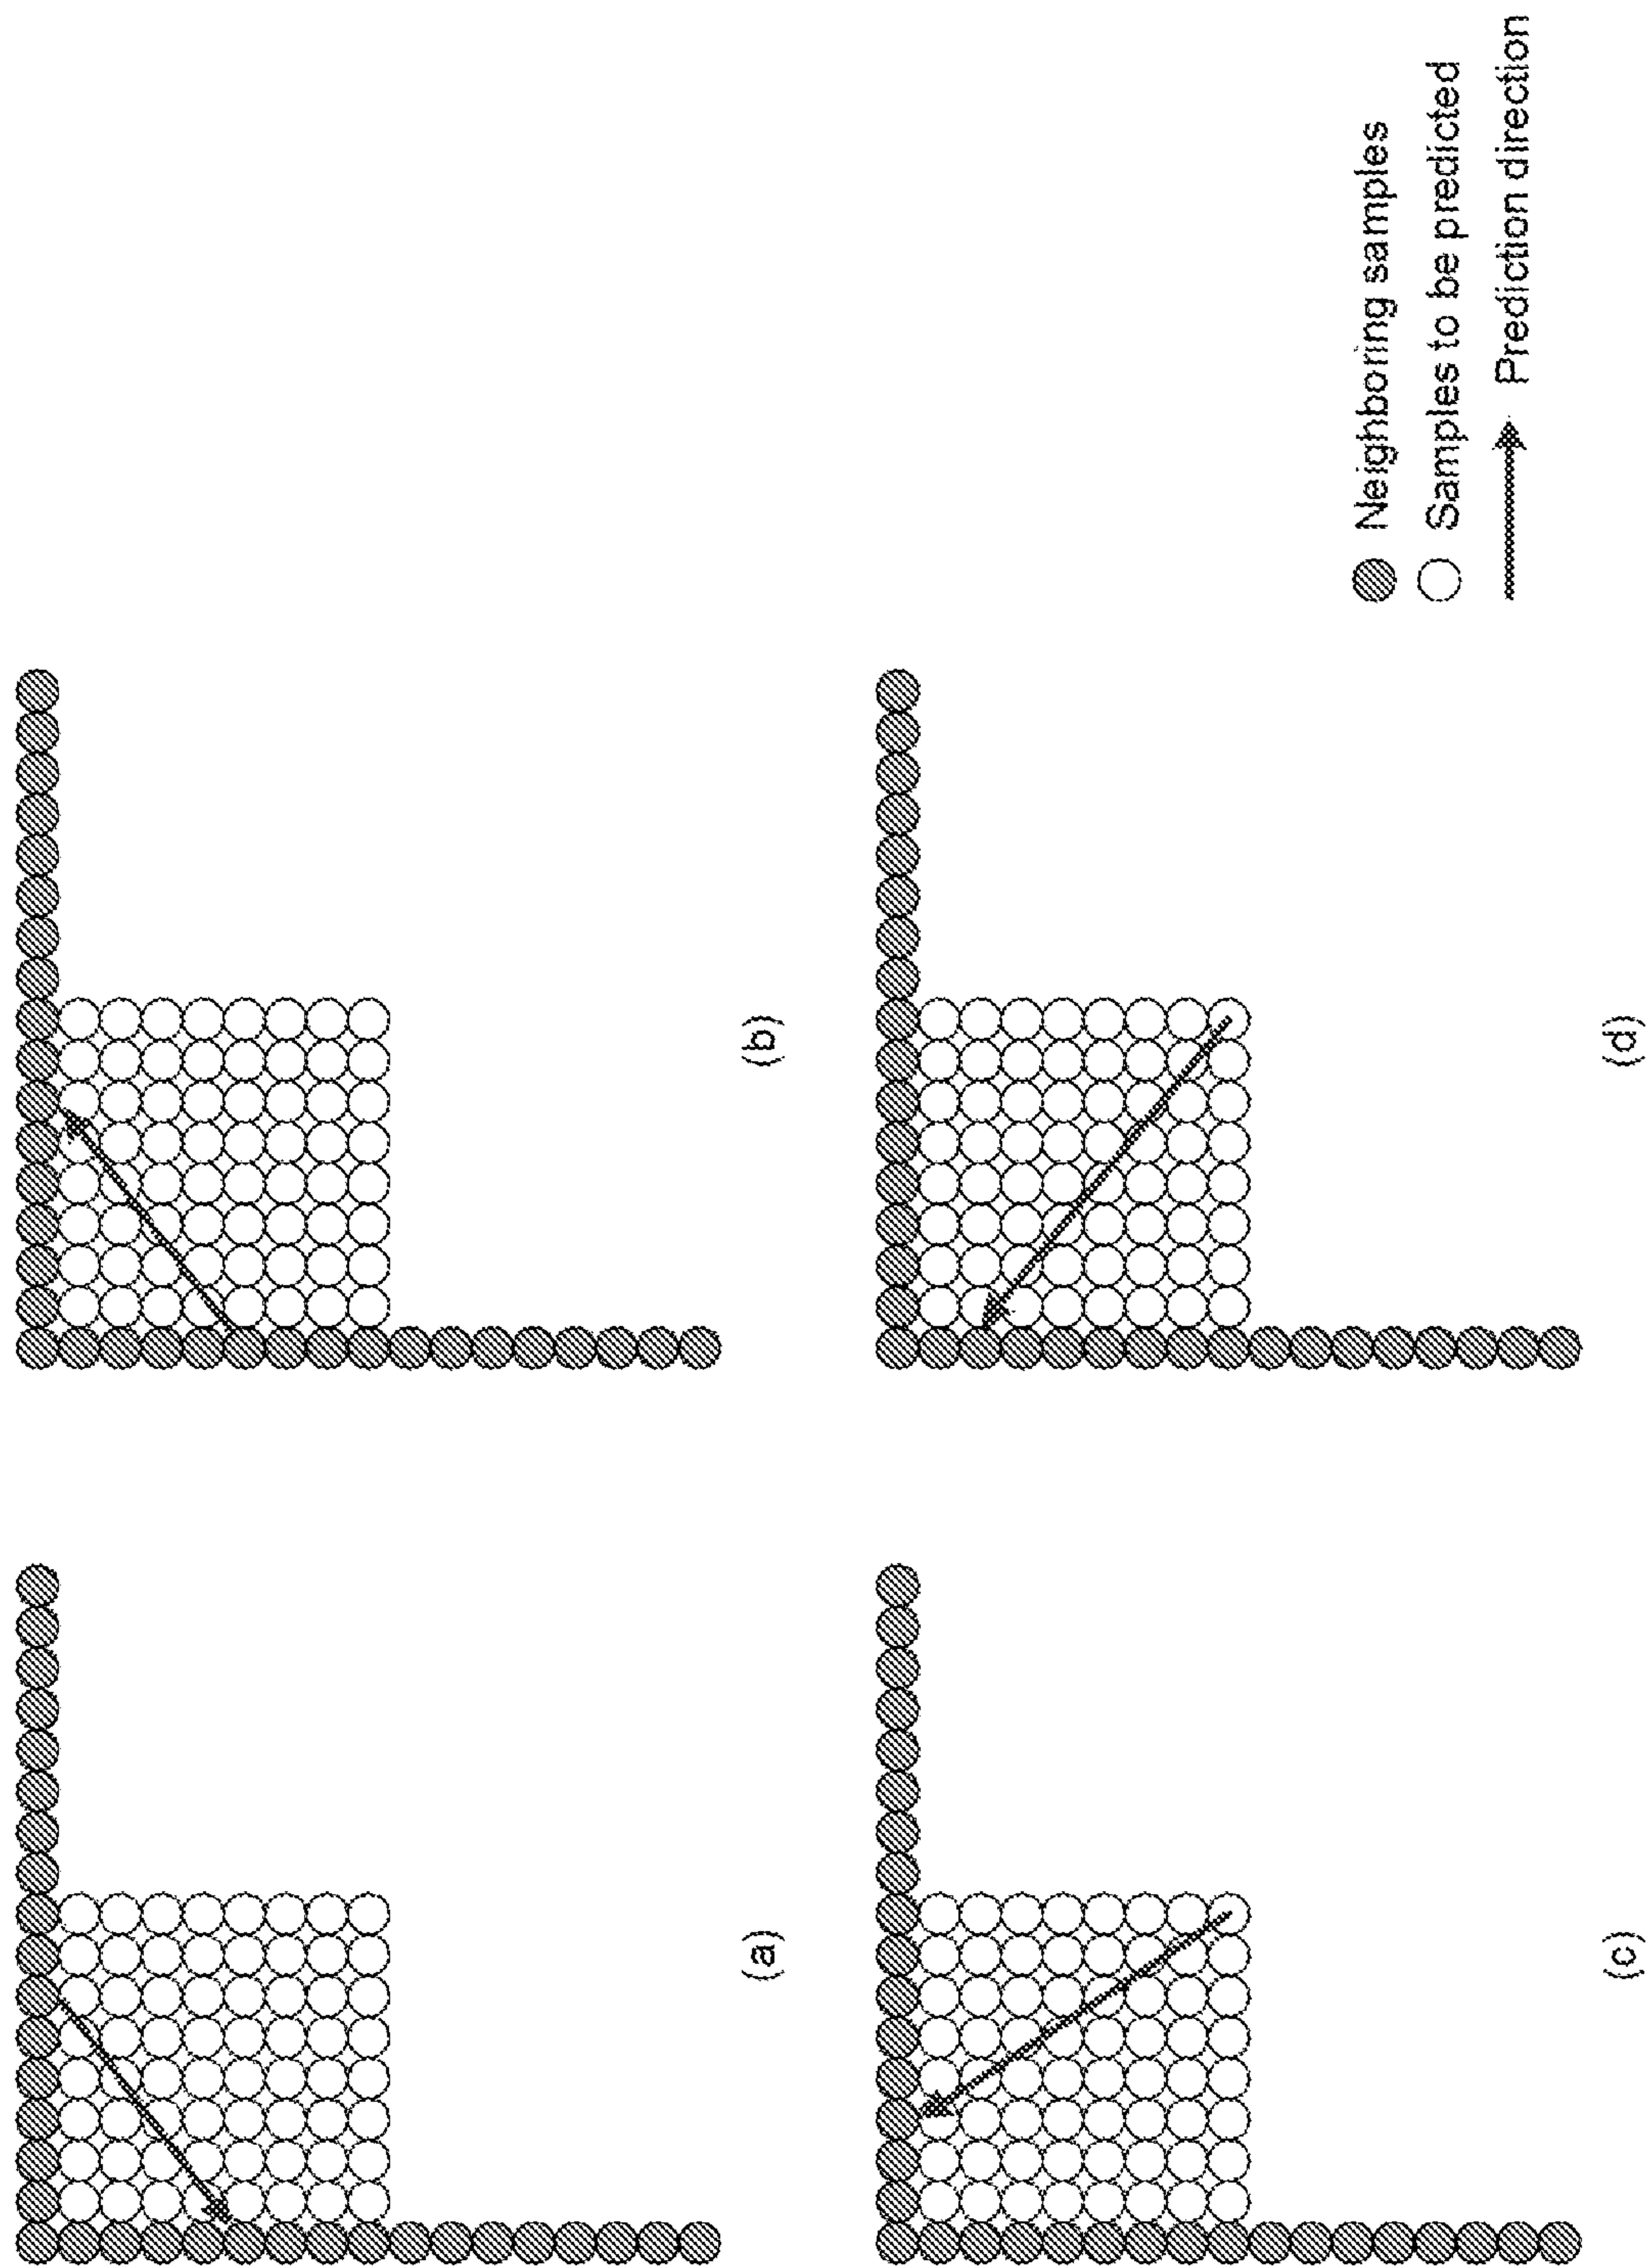 (a)
(b)
(c)
(d)
Neighboring samples
Samples to be predicted
Prediction direction